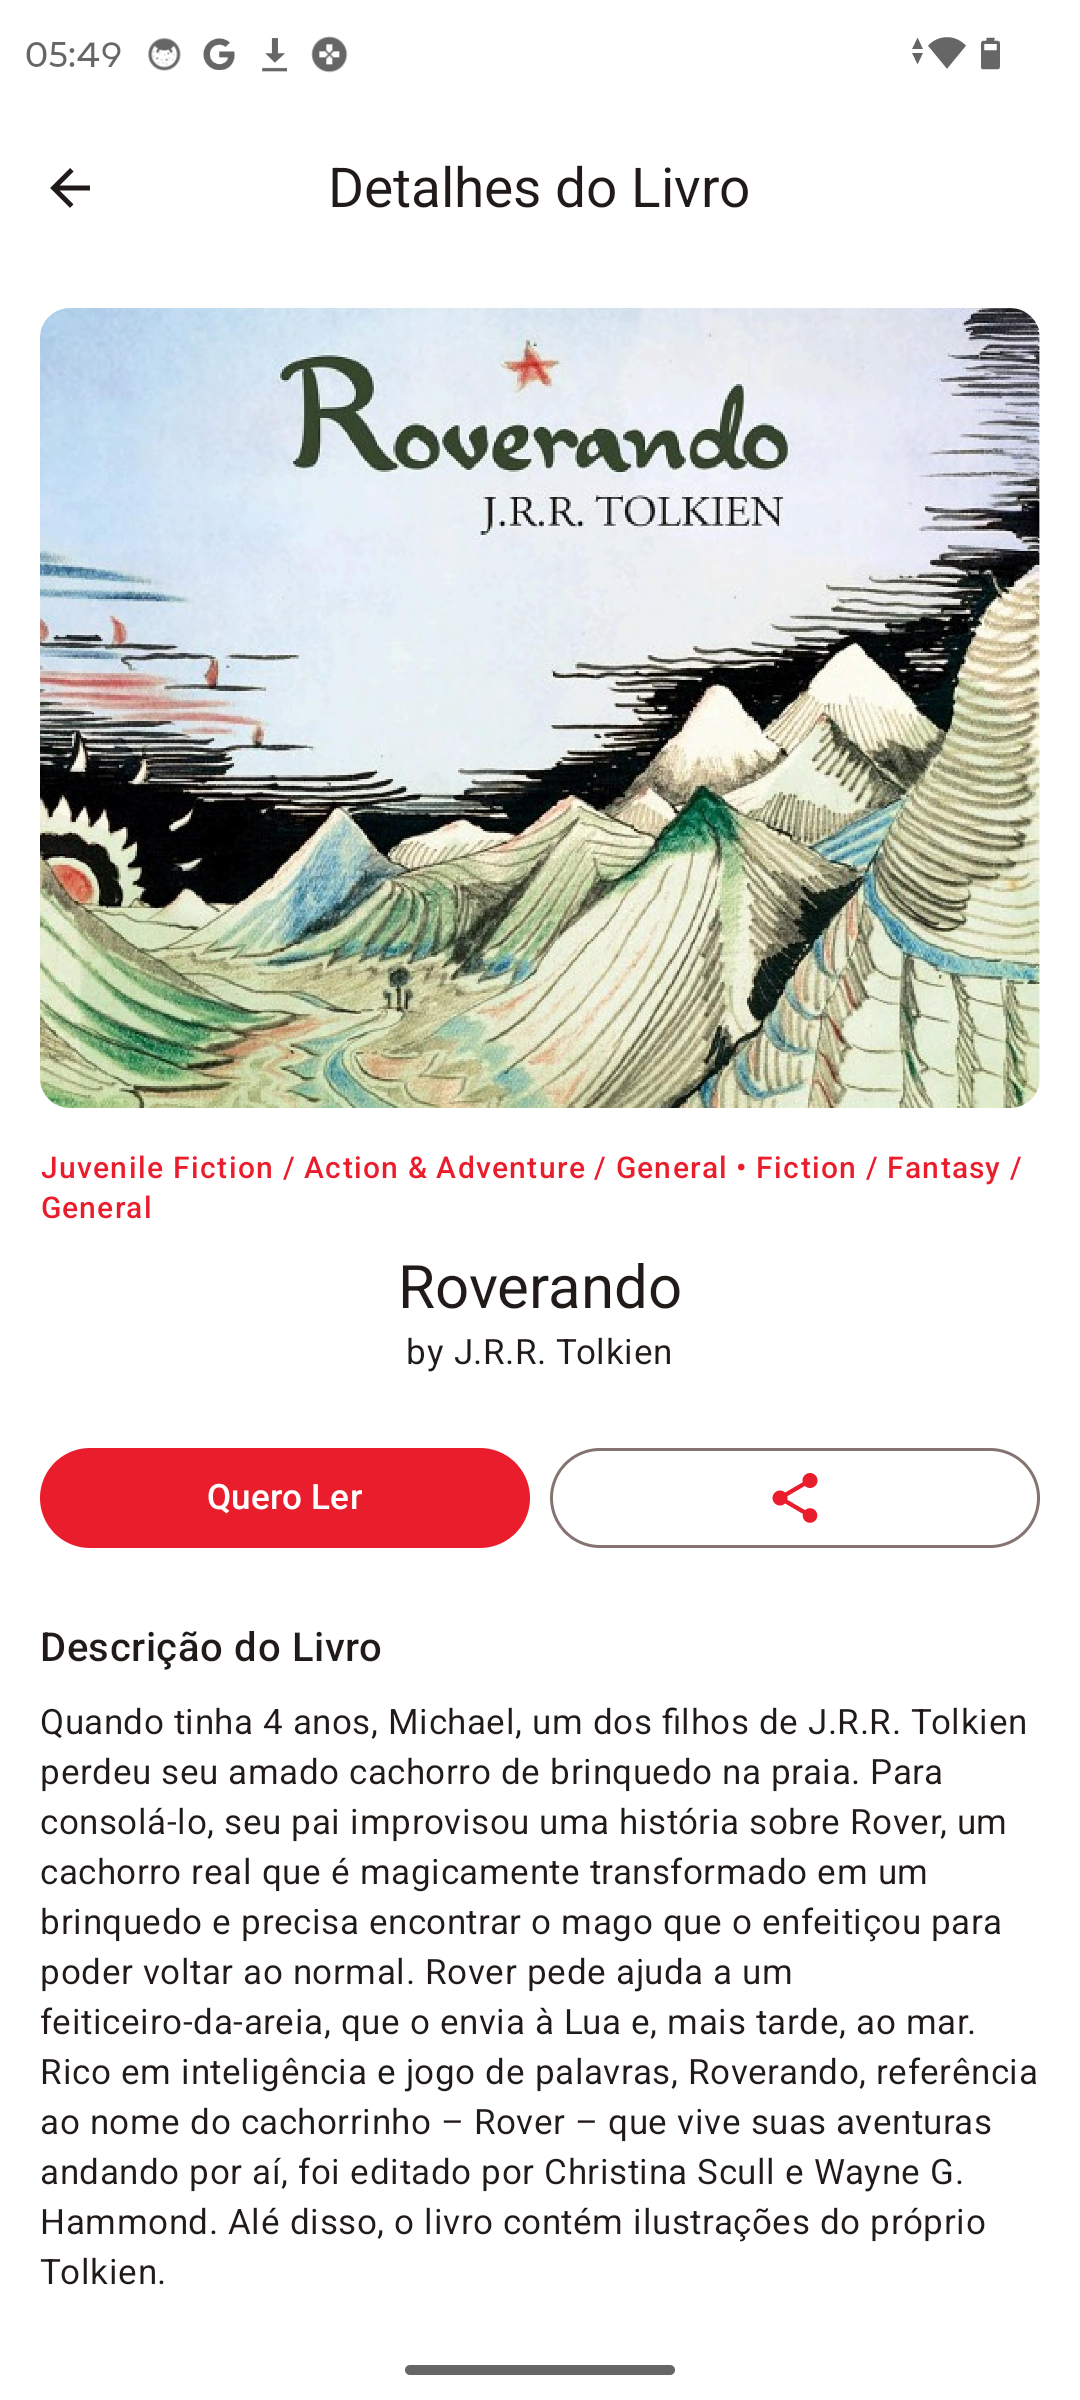 05:49
Detalhes do Livro
Roverando
J.R.R. TOLKIEN
Juvenile Fiction / Action & Adventure / General • Fiction / Fantasy /
General
Roverando
by J.R.R. Tolkien
Quero Ler
Descrição do Livro
Quando tinha 4 anos, Michael, um dos filhos de J.R.R. Tolkien
perdeu seu amado cachorro de brinquedo na praia. Para
consolá-lo, seu pai improvisou uma história sobre Rover, um
cachorro real que é magicamente transformado em um
brinquedo e precisa encontrar o mago que o enfeitiçou para
poder voltar ao normal. Rover pede ajuda a um
feiticeiro-da-areia, que o envia à Lua e, mais tarde, ao mar.
Rico em inteligência e jogo de palavras, Roverando, referência
ao nome do cachorrinho – Rover – que vive suas aventuras
andando por aí, foi editado por Christina Scull e Wayne G.
Hammond. Alé disso, o livro contém ilustrações do próprio
Tolkien.